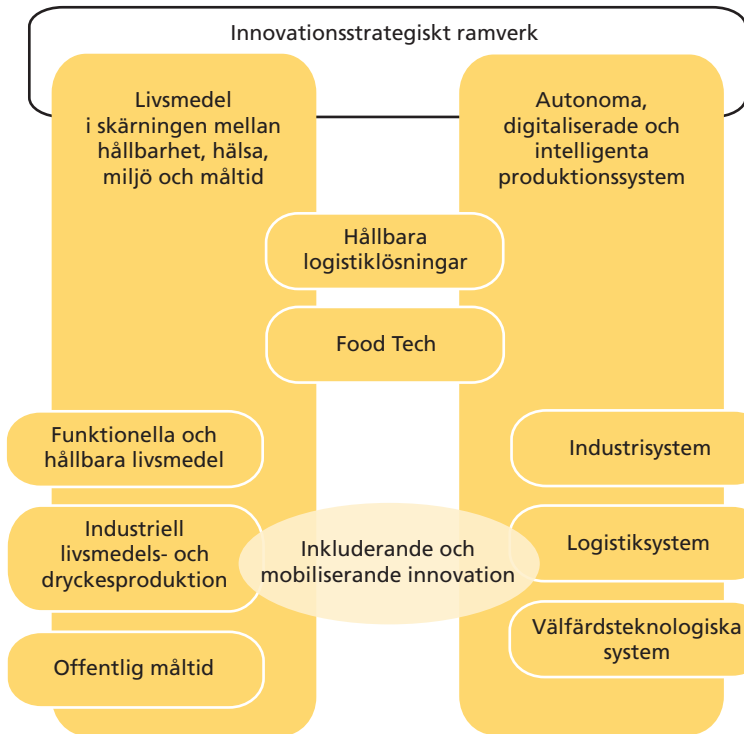 Innovationsstrategiskt ramverk
Livsmedel
i skärningen mellan
hållbarhet, hälsa,
miljö och måltid
Autonoma,
digitaliserade och
intelligenta
produktionssystem
Hållbara
logistiklösningar
Food Tech
Funktionella och
hållbara livsmedel
Industrisystem
Industriell
livsmedels- och
dryckesproduktion
Inkluderande och
mobiliserande innovation
Logistiksystem
Offentlig måltid
Välfärdsteknologiska
system